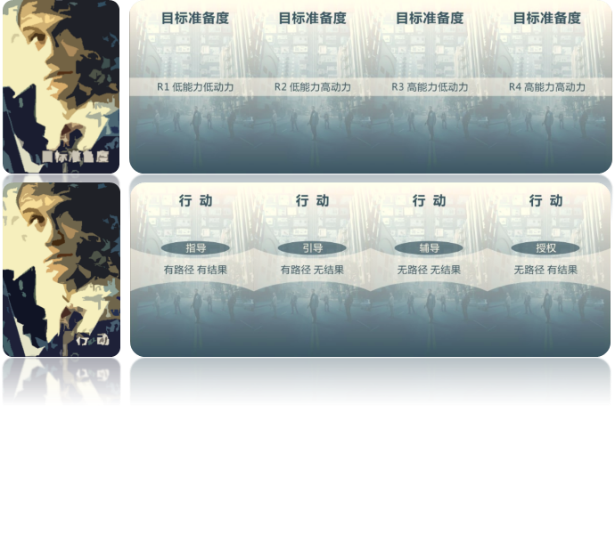 目标准备度
目标准备度 目标准备度 目标准备度 目标准备度
R1 低能力低动力 R2 低能力高动力 R3 高能力低动力 R4 高能力高动力
行 动
行 动 行 动 行 动 行 动
指导 引导 辅导 授权
有路径 有结果 有路径 无结果 无路径 无结果 无路径 有结果